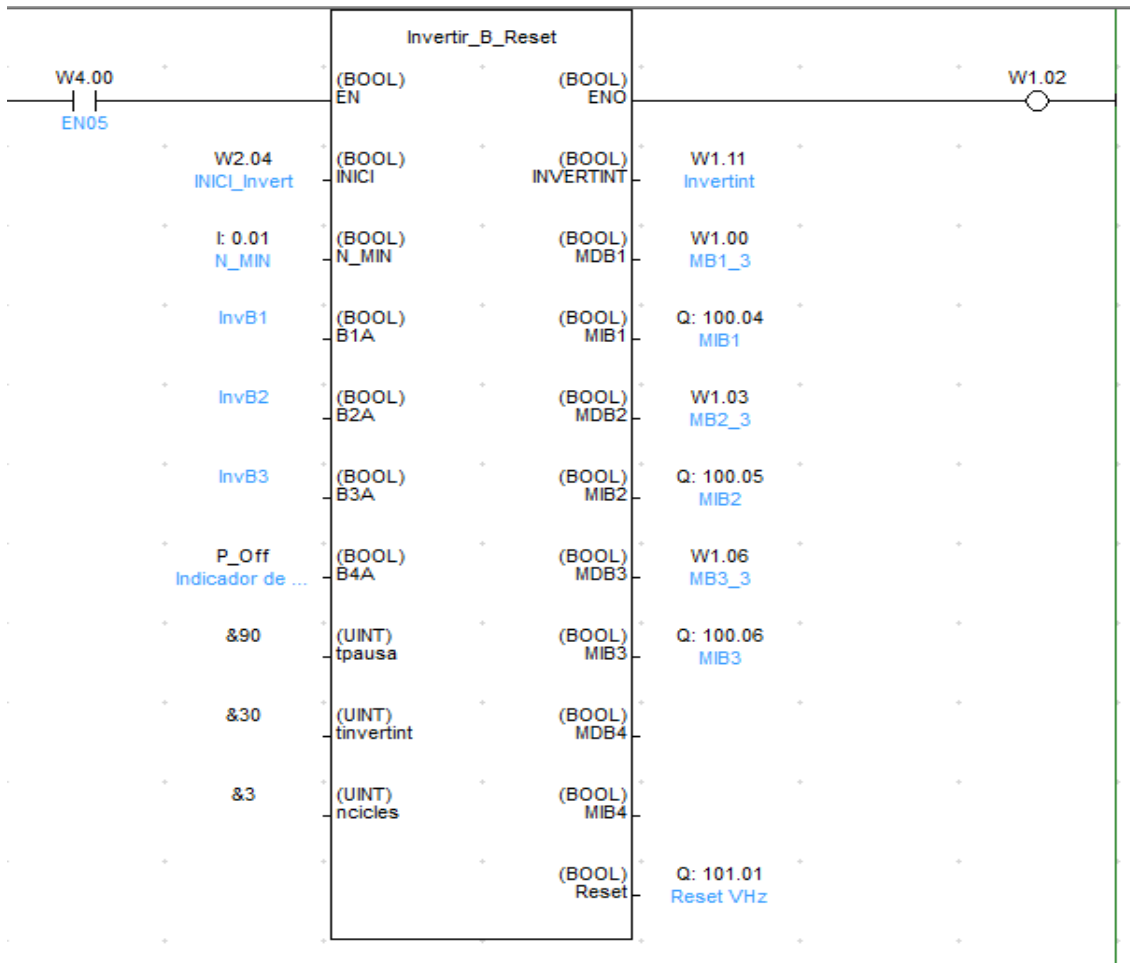 Invertir_B_Reset
W4.00
EN05
(BOOL)
EN
(BOOL)
ENO
W1.02
W2.04
INICI_Invert
(BOOL)
INICI
(BOOL)
INVERTINT
W1.11
Invertint
I: 0.01
N_MIN
(BOOL)
N_MIN
(BOOL)
MDB1
W1.00
MB1_3
InvB1
(BOOL)
B1A
(BOOL)
MIB1
Q: 100.04
MIB1
InvB2
(BOOL)
B2A
(BOOL)
MDB2
W1.03
MB2_3
InvB3
(BOOL)
B3A
(BOOL)
MIB2
Q: 100.05
MIB2
P_Off
Indicador de ...
(BOOL)
B4A
(BOOL)
MDB3
W1.06
MB3_3
&90
(UINT)
tpausa
(BOOL)
MIB3
Q: 100.06
MIB3
&30
(UINT)
tinvertint
(BOOL)
MDB4
&3
(UINT)
ncicles
(BOOL)
MIB4
(BOOL)
Reset
Q: 101.01
Reset VHz